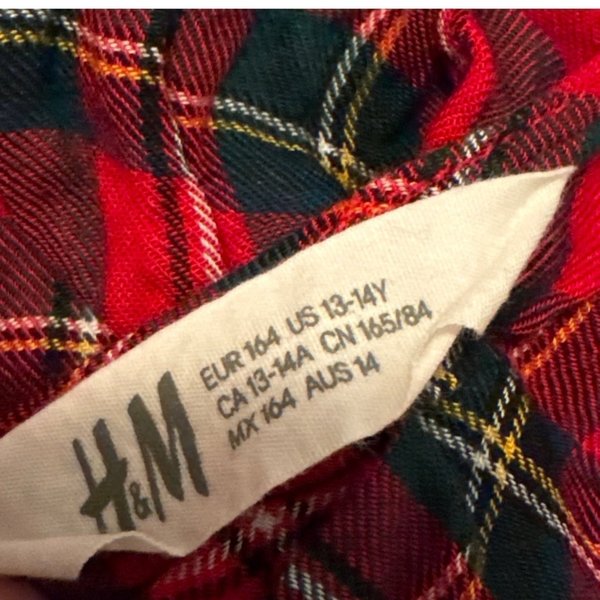 H&M
EUR 164 US 13-14Y
CA 13-14A CN 165/84
MX 164 AUS 14